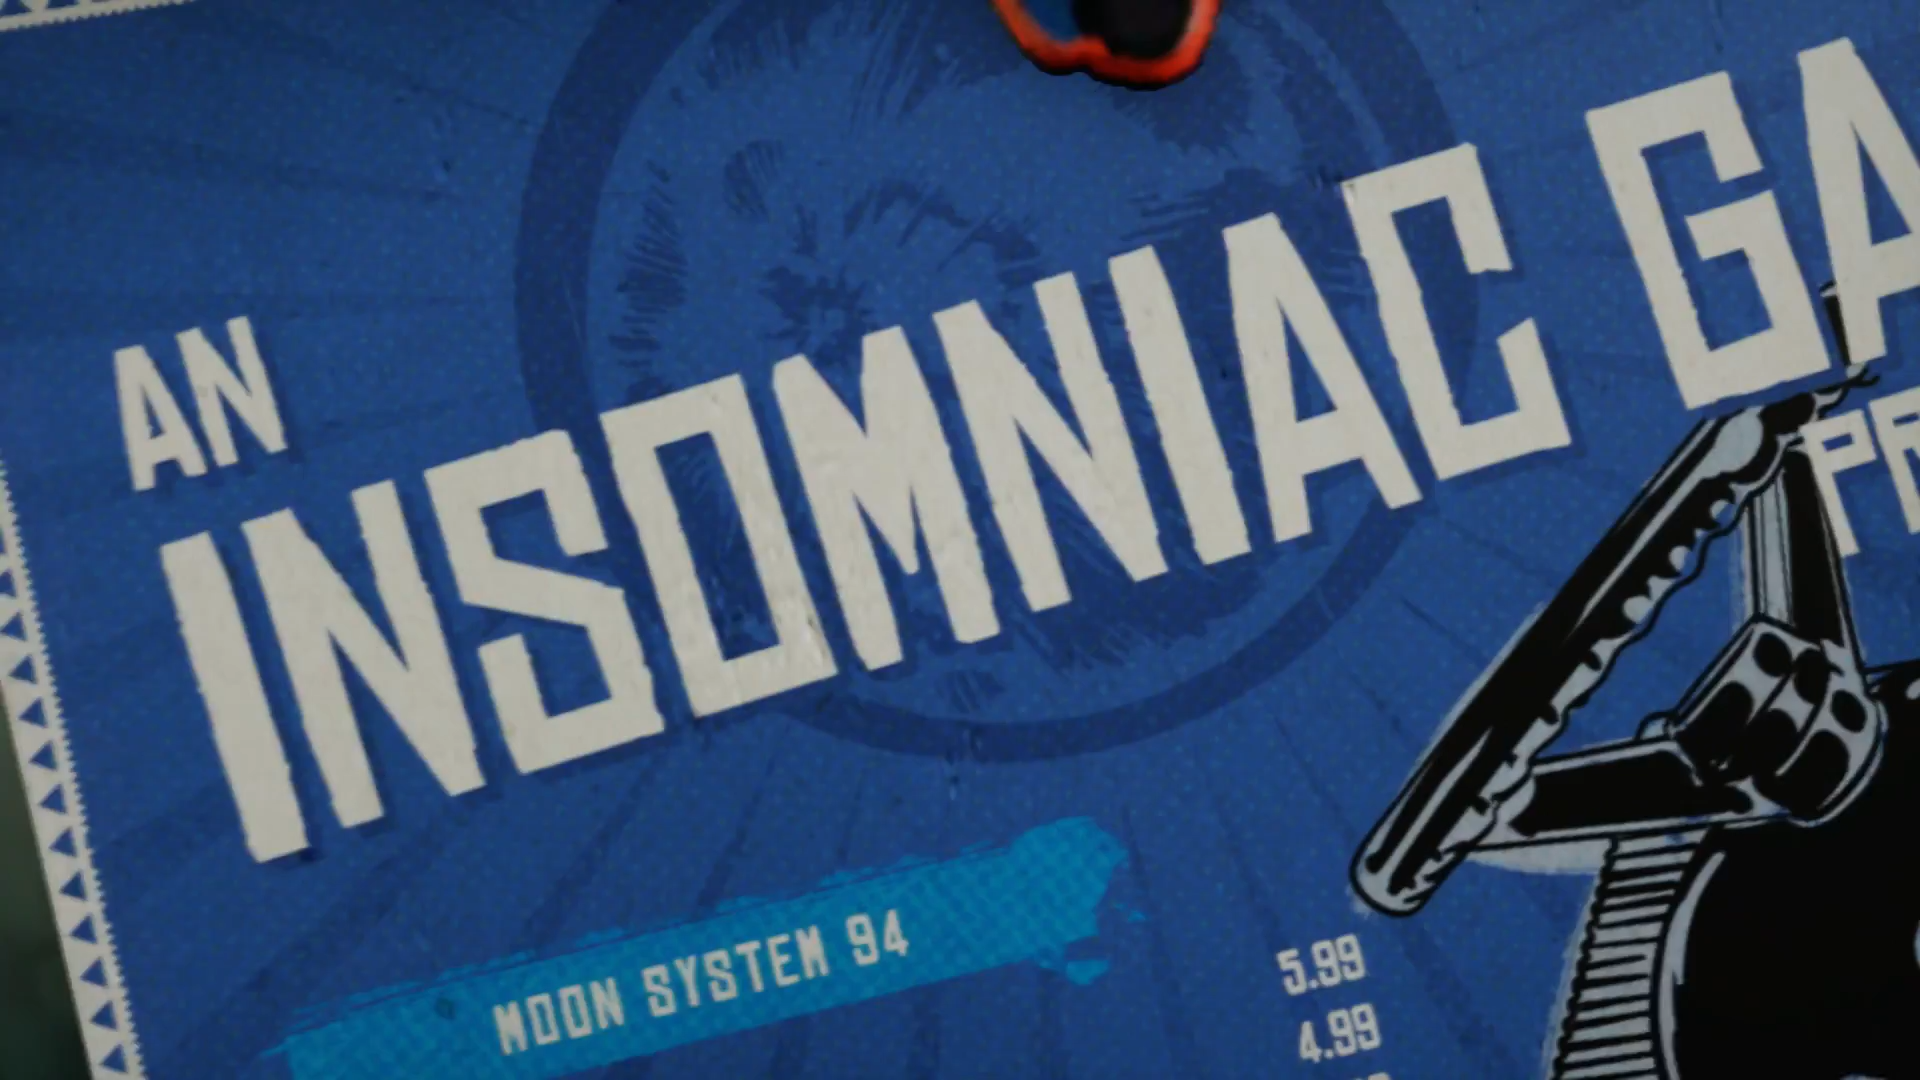 AN
INSOMNIAC GA
PR
MOON SYSTEM 94
5.99
4.99